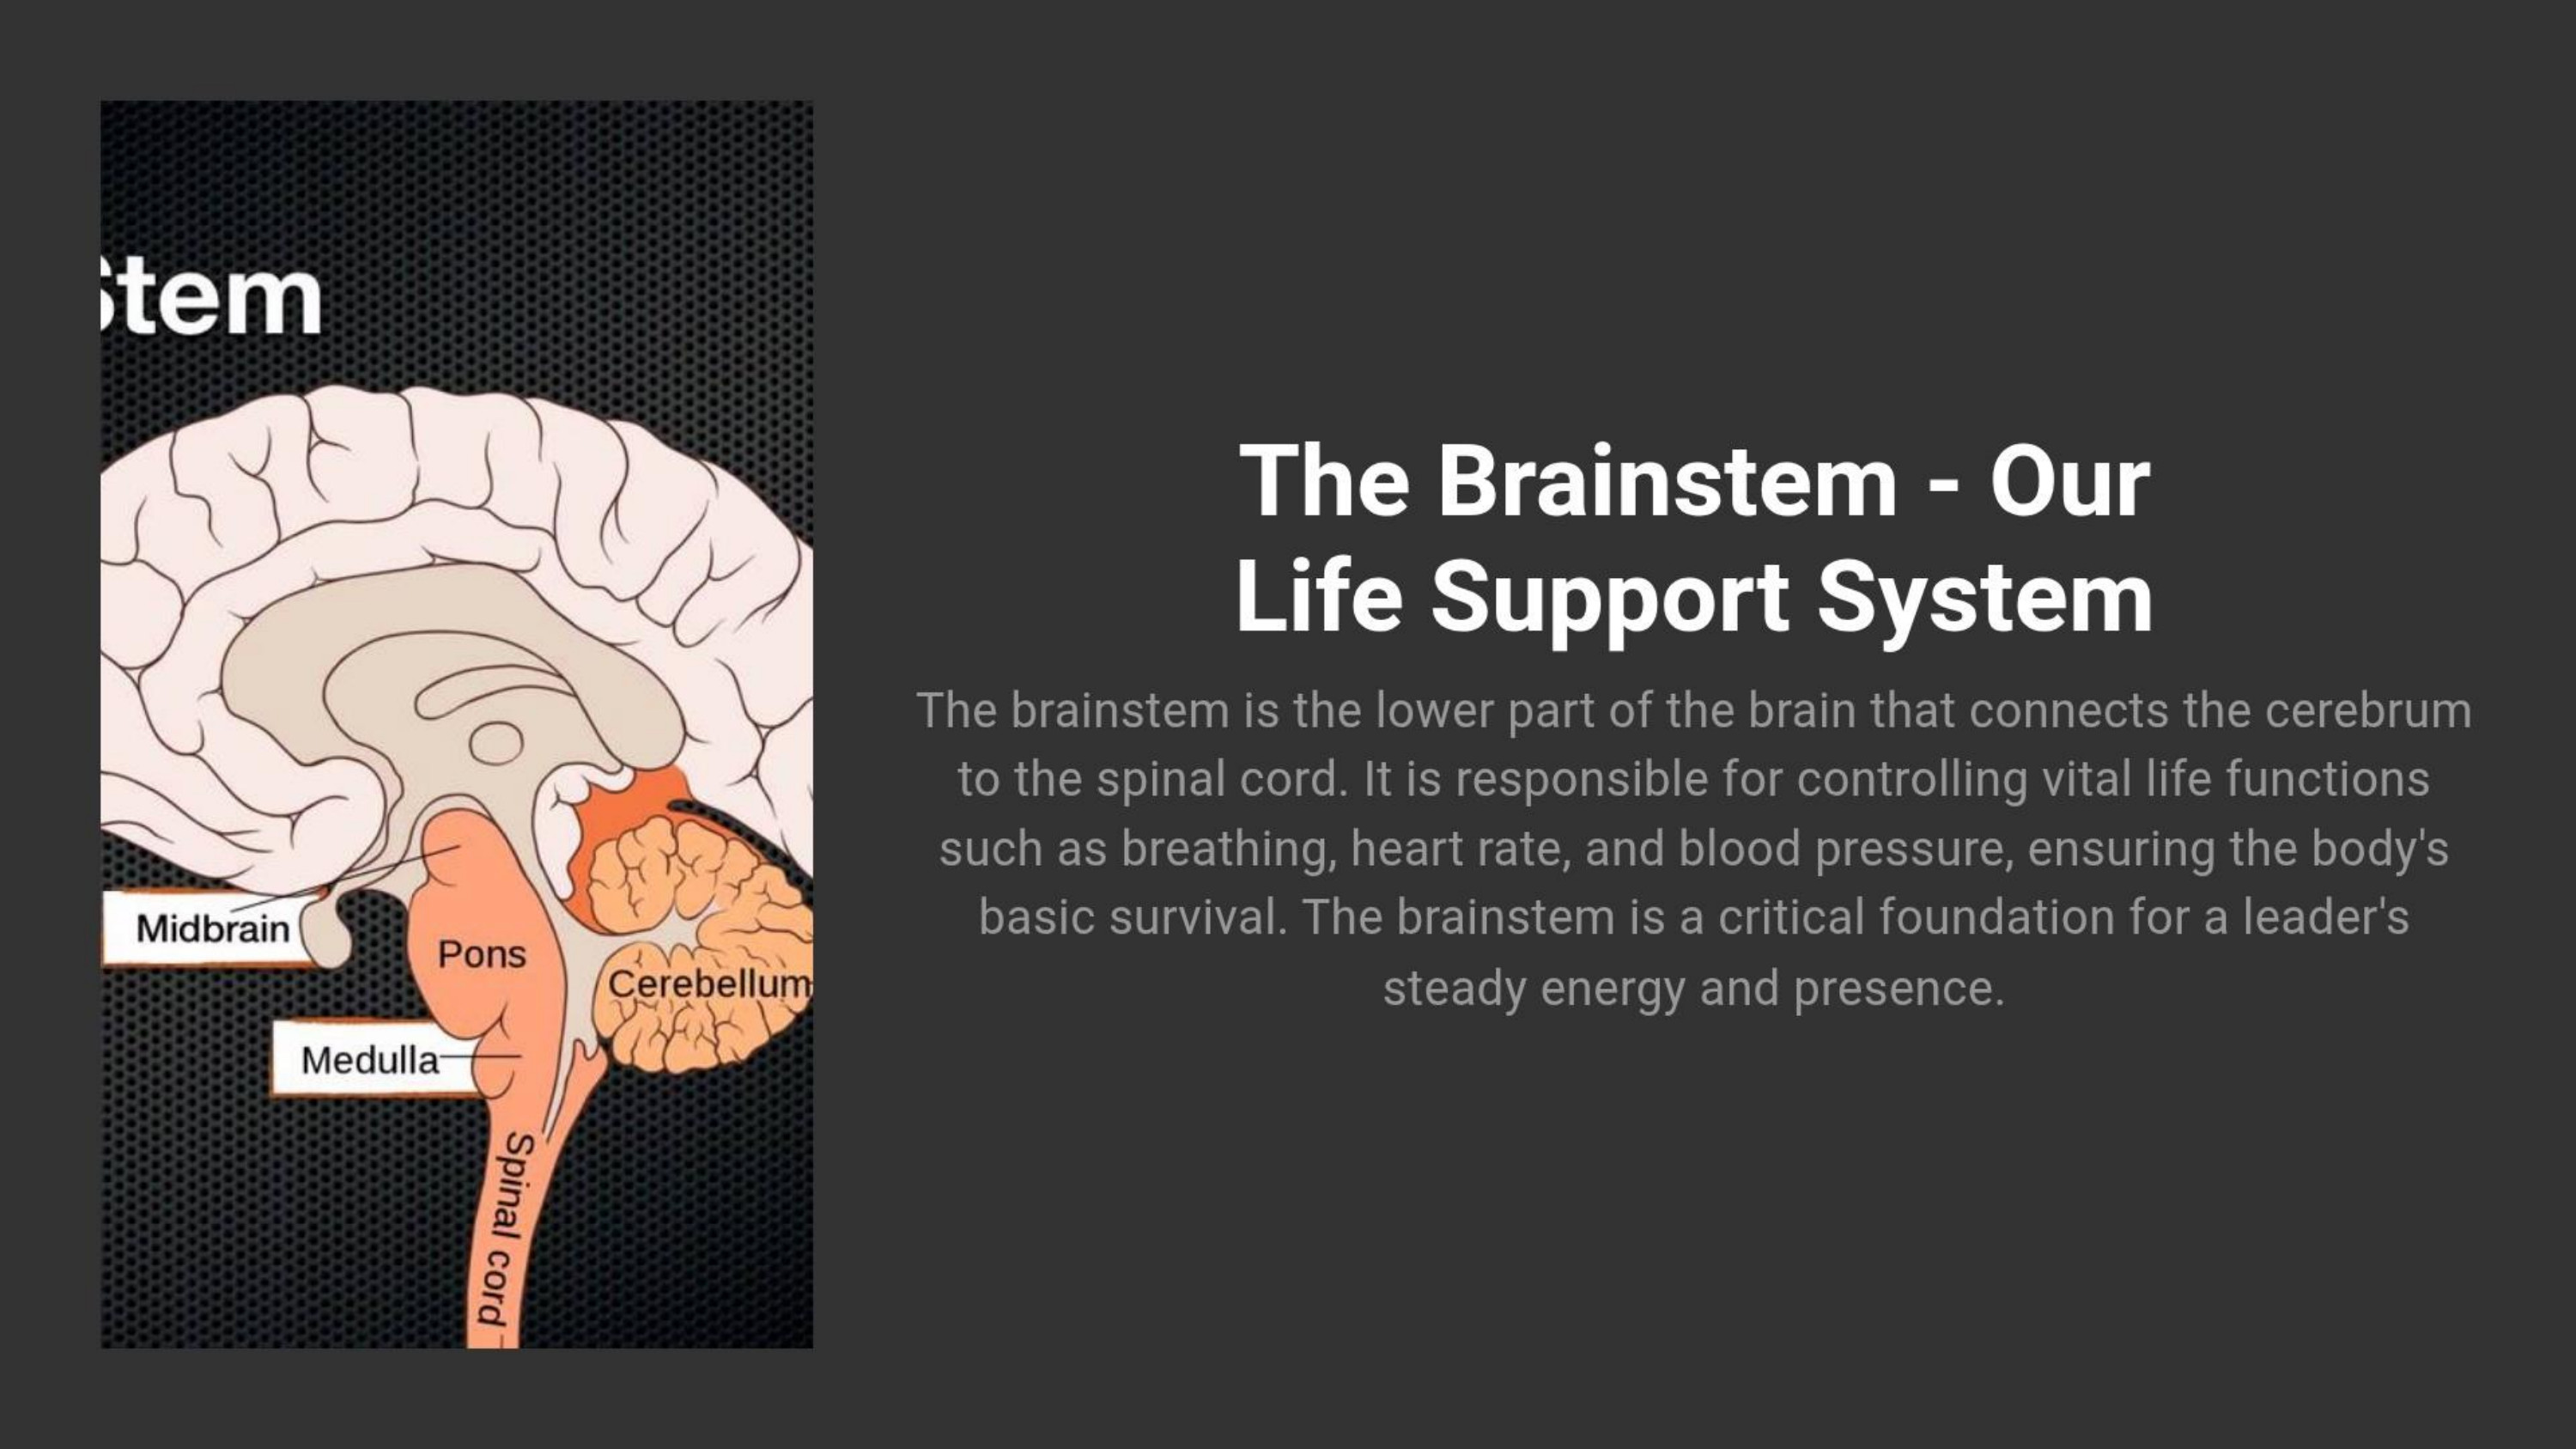 Stem
Midbrain
Pons
Cerebellum
Medulla
Spinal cord
The Brainstem - Our
Life Support System
The brainstem is the lower part of the brain that connects the cerebrum
to the spinal cord. It is responsible for controlling vital life functions
such as breathing, heart rate, and blood pressure, ensuring the body's
basic survival. The brainstem is a critical foundation for a leader's
steady energy and presence.